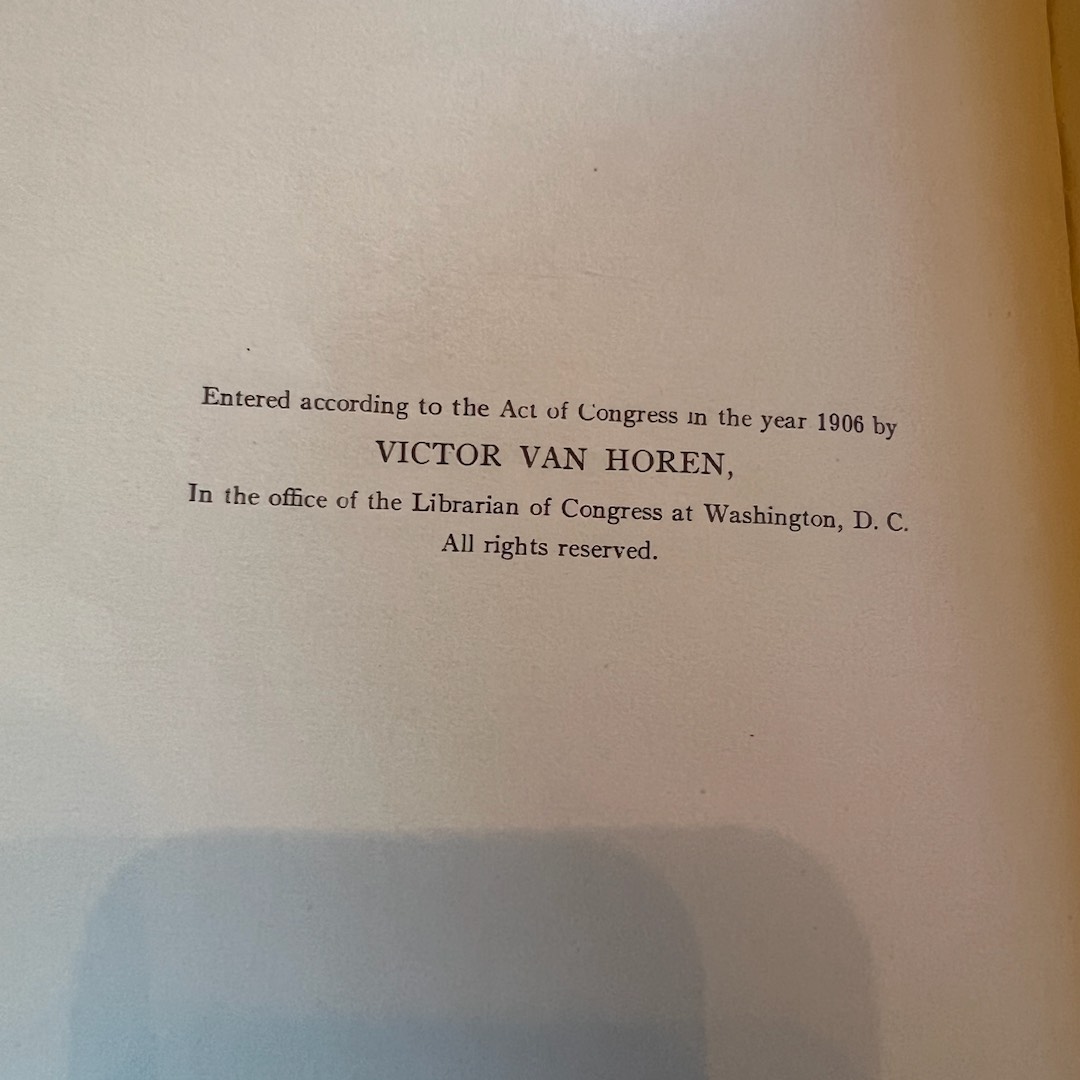 Entered according to the Act of Congress in the year 1906 by
VICTOR VAN HOREN,
In the office of the Librarian of Congress at Washington, D. C.
All rights reserved.